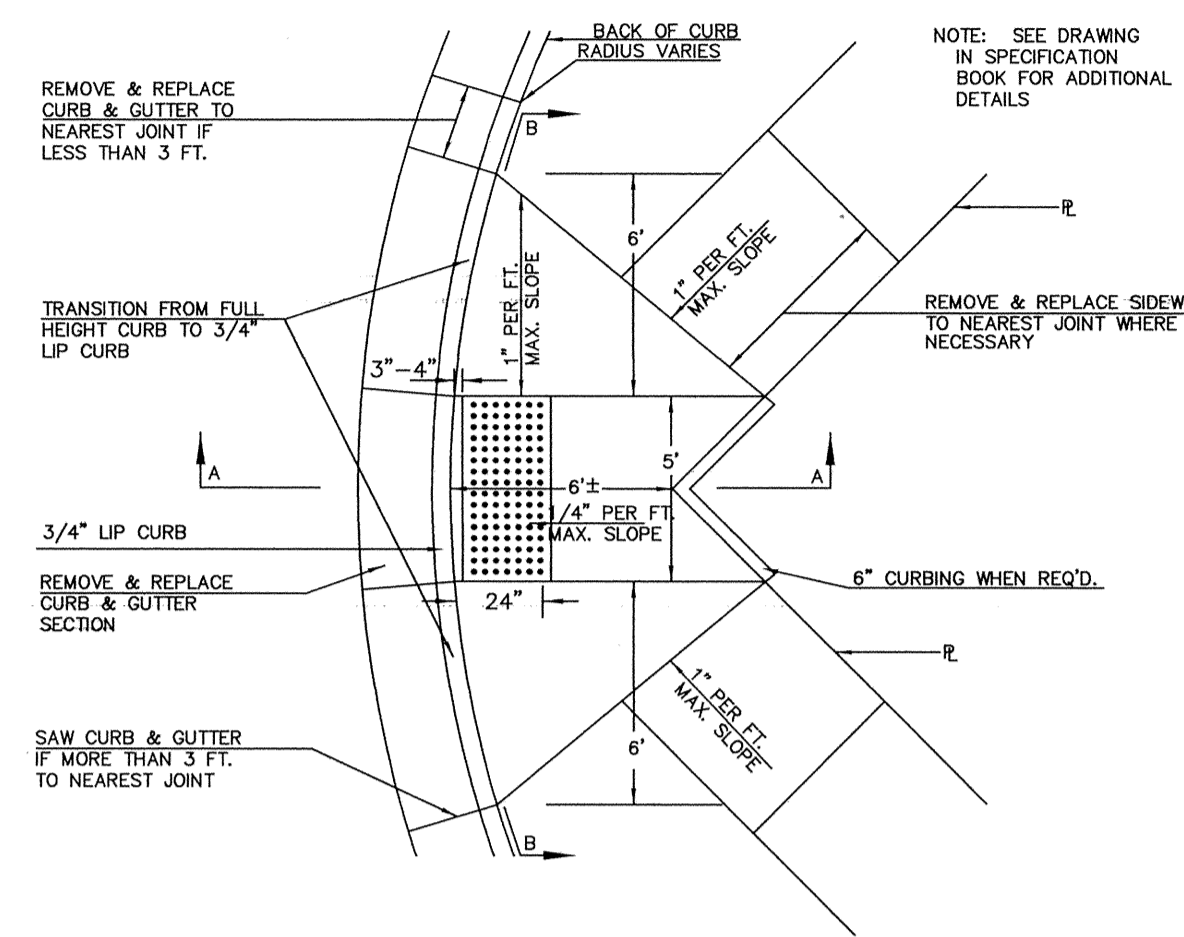 BACK OF CURB
RADIUS VARIES
NOTE: SEE DRAWING
IN SPECIFICATION
BOOK FOR ADDITIONAL
DETAILS
REMOVE & REPLACE
CURB & GUTTER TO
NEAREST JOINT IF
LESS THAN 3 FT.
B
PL
6'
1" PER FT.
MAX. SLOPE
1" PER FT.
MAX. SLOPE
TRANSITION FROM FULL
HEIGHT CURB TO 3/4"
LIP CURB
REMOVE & REPLACE SIDEW
TO NEAREST JOINT WHERE
NECESSARY
3"-4"
A
5'
A
6'±
1/4" PER FT.
MAX. SLOPE
3/4" LIP CURB
REMOVE & REPLACE
CURB & GUTTER
SECTION
24"
6" CURBING WHEN REQ'D.
PL
1" PER FT.
MAX. SLOPE
6'
SAW CURB & GUTTER
IF MORE THAN 3 FT.
TO NEAREST JOINT
B